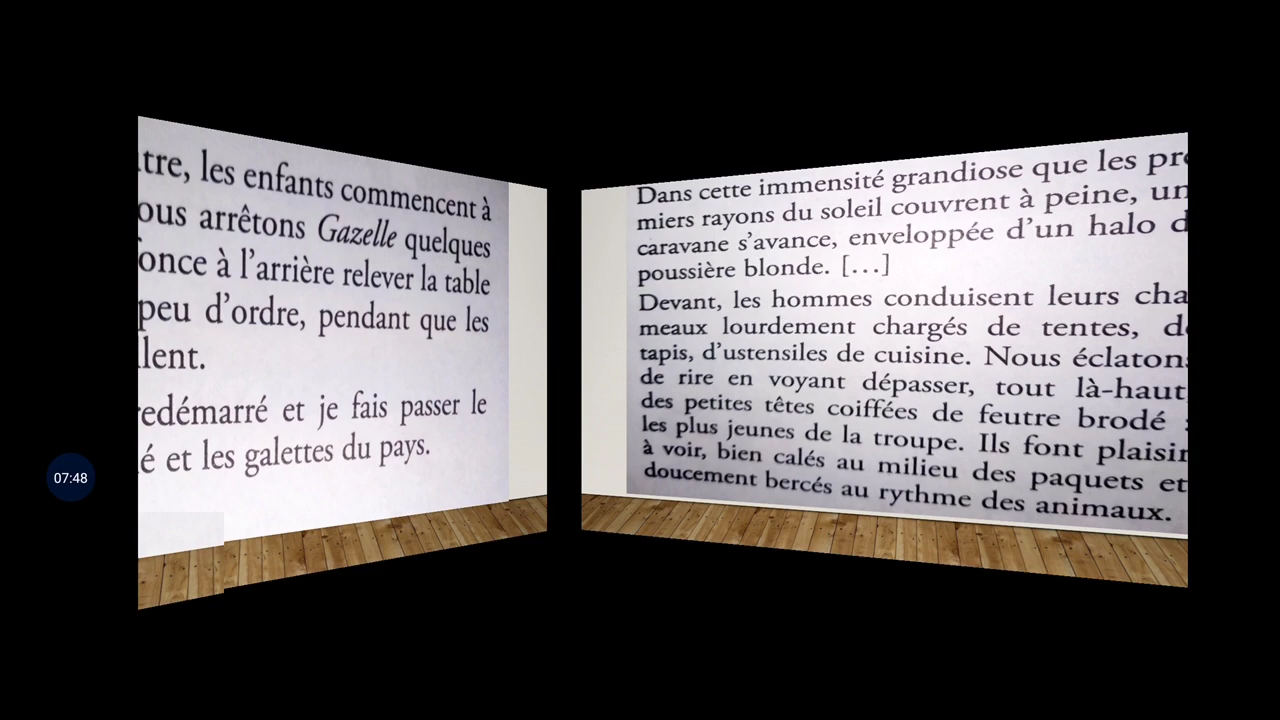 tre, les enfants commencent à
ous arrêtons Gazelle quelques
once à l'arrière relever la table
peu d'ordre, pendant que les
llent.
edémarré et je fais passer le
é et les galettes du pays.
07:48
Dans cette immensité grandiose que les pre
miers rayons du soleil couvrent à peine, un
caravane s'avance, enveloppée d'un halo d
poussière blonde. [...]
Devant, les hommes conduisent leurs cha
meaux lourdement chargés de tentes, de
tapis, d'ustensiles de cuisine. Nous éclatons
de rire en voyant dépasser, tout là-haut,
des petites têtes coiffées de feutre brodé :
les plus jeunes de la troupe. Ils font plaisir
à voir, bien calés au milieu des paquets et
doucement bercés au rythme des animaux.